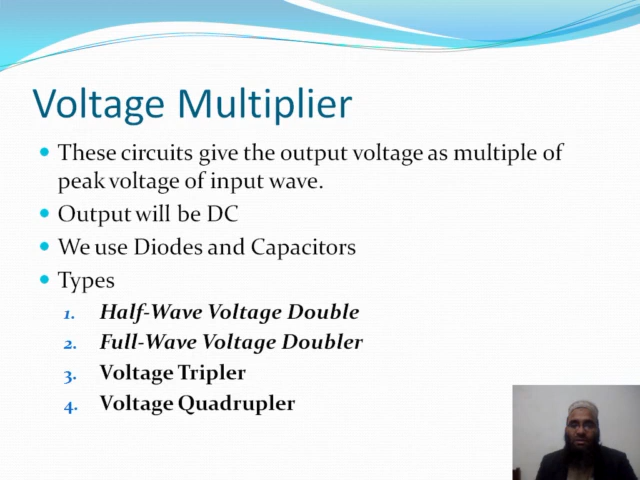 Voltage Multiplier
• These circuits give the output voltage as multiple of
peak voltage of input wave.
• Output will be DC
• We use Diodes and Capacitors
• Types
1. Half-Wave Voltage Double
2. Full-Wave Voltage Doubler
3. Voltage Tripler
4. Voltage Quadrupler